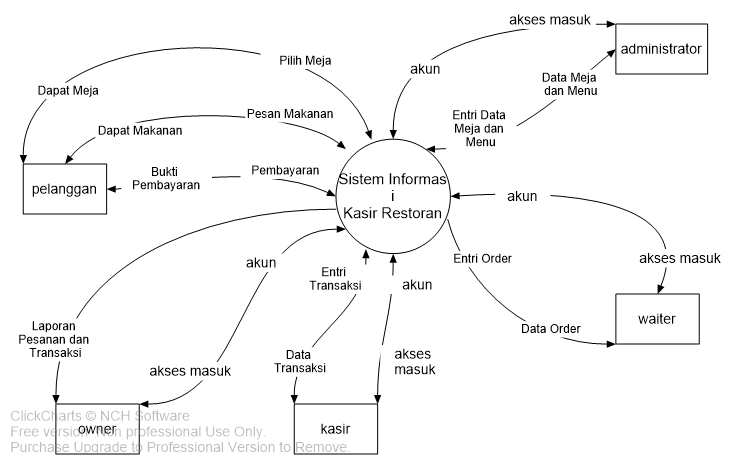 akses masuk
administrator
akun
Pilih Meja
Data Meja
dan Menu
Dapat Meja
Entri Data
Meja dan
Menu
Pesan Makanan
Dapat Makanan
Bukti
Pembayaran
Pembayaran
pelanggan
Sistem Informas
i
Kasir Restoran
akun
akses masuk
Entri Order
akun
Entri
Transaksi
akun
waiter
Data Order
Laporan
Pesanan dan
Transaksi
akses masuk
Data
Transaksi
akses
masuk
owner
kasir
ClickCharts © NCH Software
Free version. Non professional Use Only.
Purchase Upgrade to Professional Version to Remove.